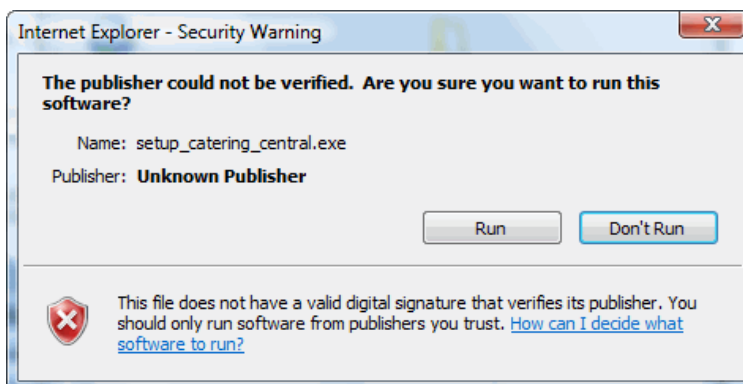 Internet Explorer - Security Warning
The publisher could not be verified.  Are you sure you want to run this
software?
Name: setup_catering_central.exe
Publisher: Unknown Publisher
Run
Don't Run
This file does not have a valid digital signature that verifies its publisher. You
should only run software from publishers you trust. How can I decide what
software to run?